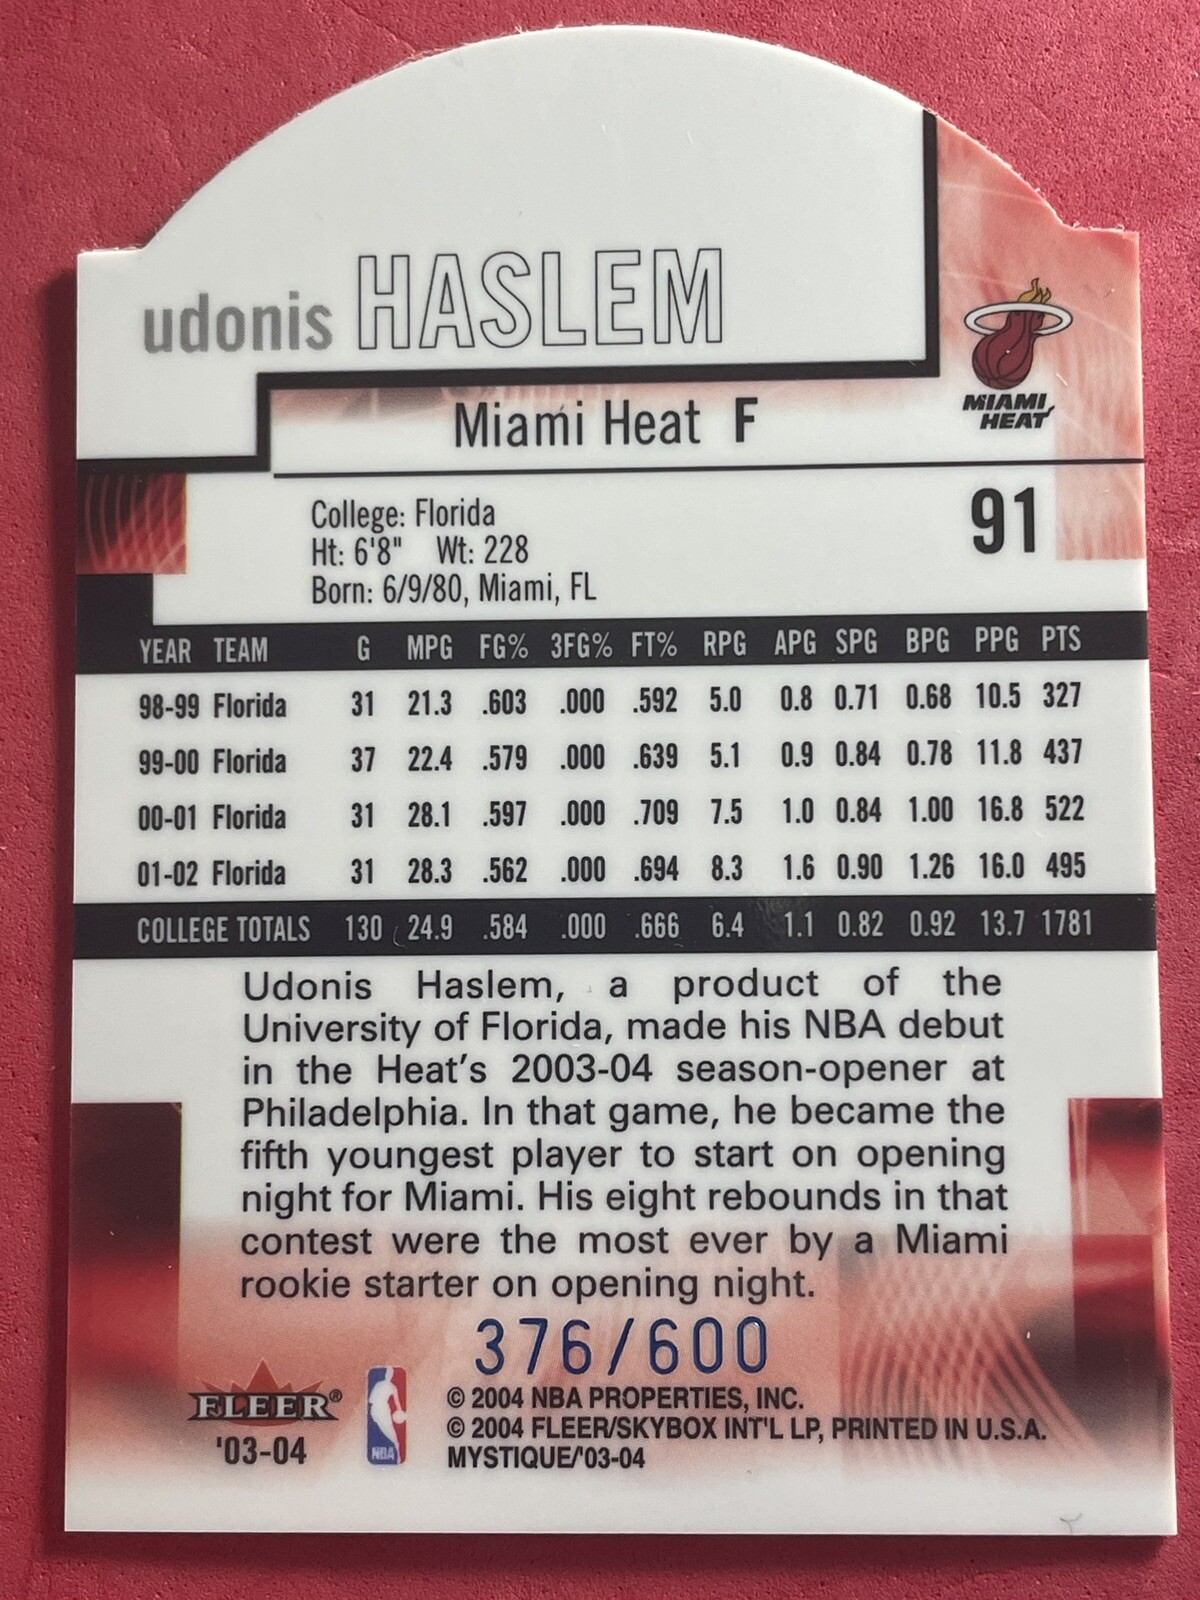 udonis HASLEM
MIAMI
HEAT
Miami Heat F
91
College: Florida
Ht: 6'8" Wt: 228
Born: 6/9/80, Miami, FL
YEAR TEAM G MPG FG% 3FG% FT% RPG APG SPG BPG PPG PTS
98-99 Florida 31 21.3 .603 .000 .592 5.0 0.8 0.71 0.68 10.5 327
99-00 Florida 37 22.4 .579 .000 .639 5.1 0.9 0.84 0.78 11.8 437
00-01 Florida 31 28.1 .597 .000 .709 7.5 1.0 0.84 1.00 16.8 522
01-02 Florida 31 28.3 .562 .000 .694 8.3 1.6 0.90 1.26 16.0 495
COLLEGE TOTALS 130 24.9 .584 .000 .666 6.4 1.1 0.82 0.92 13.7 1781
Udonis Haslem, a product of the
University of Florida, made his NBA debut
in the Heat's 2003-04 season-opener at
Philadelphia. In that game, he became the
fifth youngest player to start on opening
night for Miami. His eight rebounds in that
contest were the most ever by a Miami
rookie starter on opening night.
376/600
FLEER®
'03-04
NBA
© 2004 NBA PROPERTIES, INC.
© 2004 FLEER/SKYBOX INT'L LP, PRINTED IN U.S.A.
MYSTIQUE/'03-04